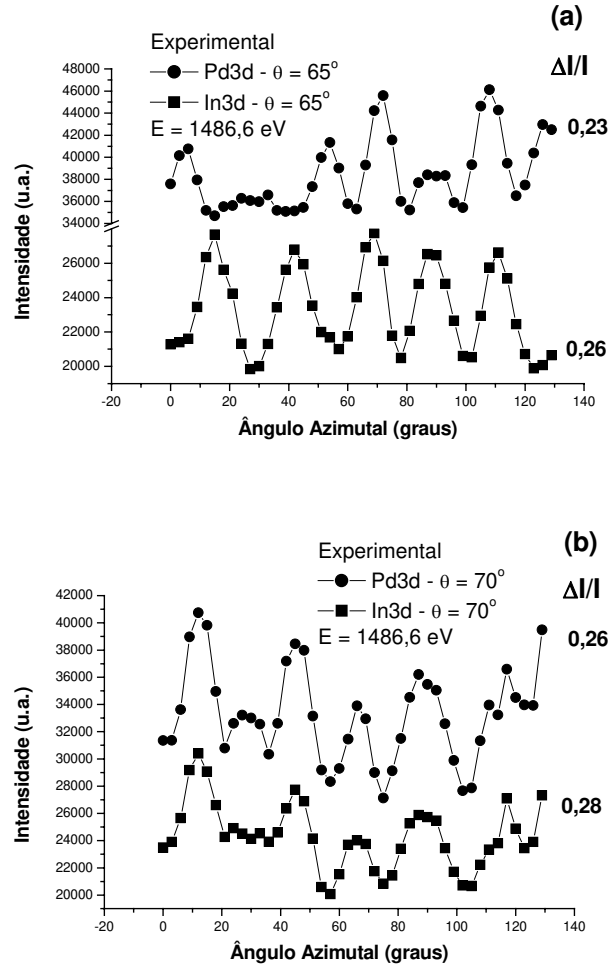 (a)
Experimental
Pd3d - θ = 65°
In3d - θ = 65°
E = 1486,6 eV
ΔI/I
0,23
0,26
48000
46000
44000
42000
40000
38000
36000
34000
26000
24000
22000
20000
Intensidade (u.a.)
-20 0 20 40 60 80 100 120 140
Ângulo Azimutal (graus)
(b)
Experimental
Pd3d - θ = 70°
In3d - θ = 70°
E = 1486,6 eV
ΔI/I
0,26
0,28
42000
40000
38000
36000
34000
32000
30000
28000
26000
24000
22000
20000
Intensidade (u.a.)
-20 0 20 40 60 80 100 120 140
Ângulo Azimutal (graus)